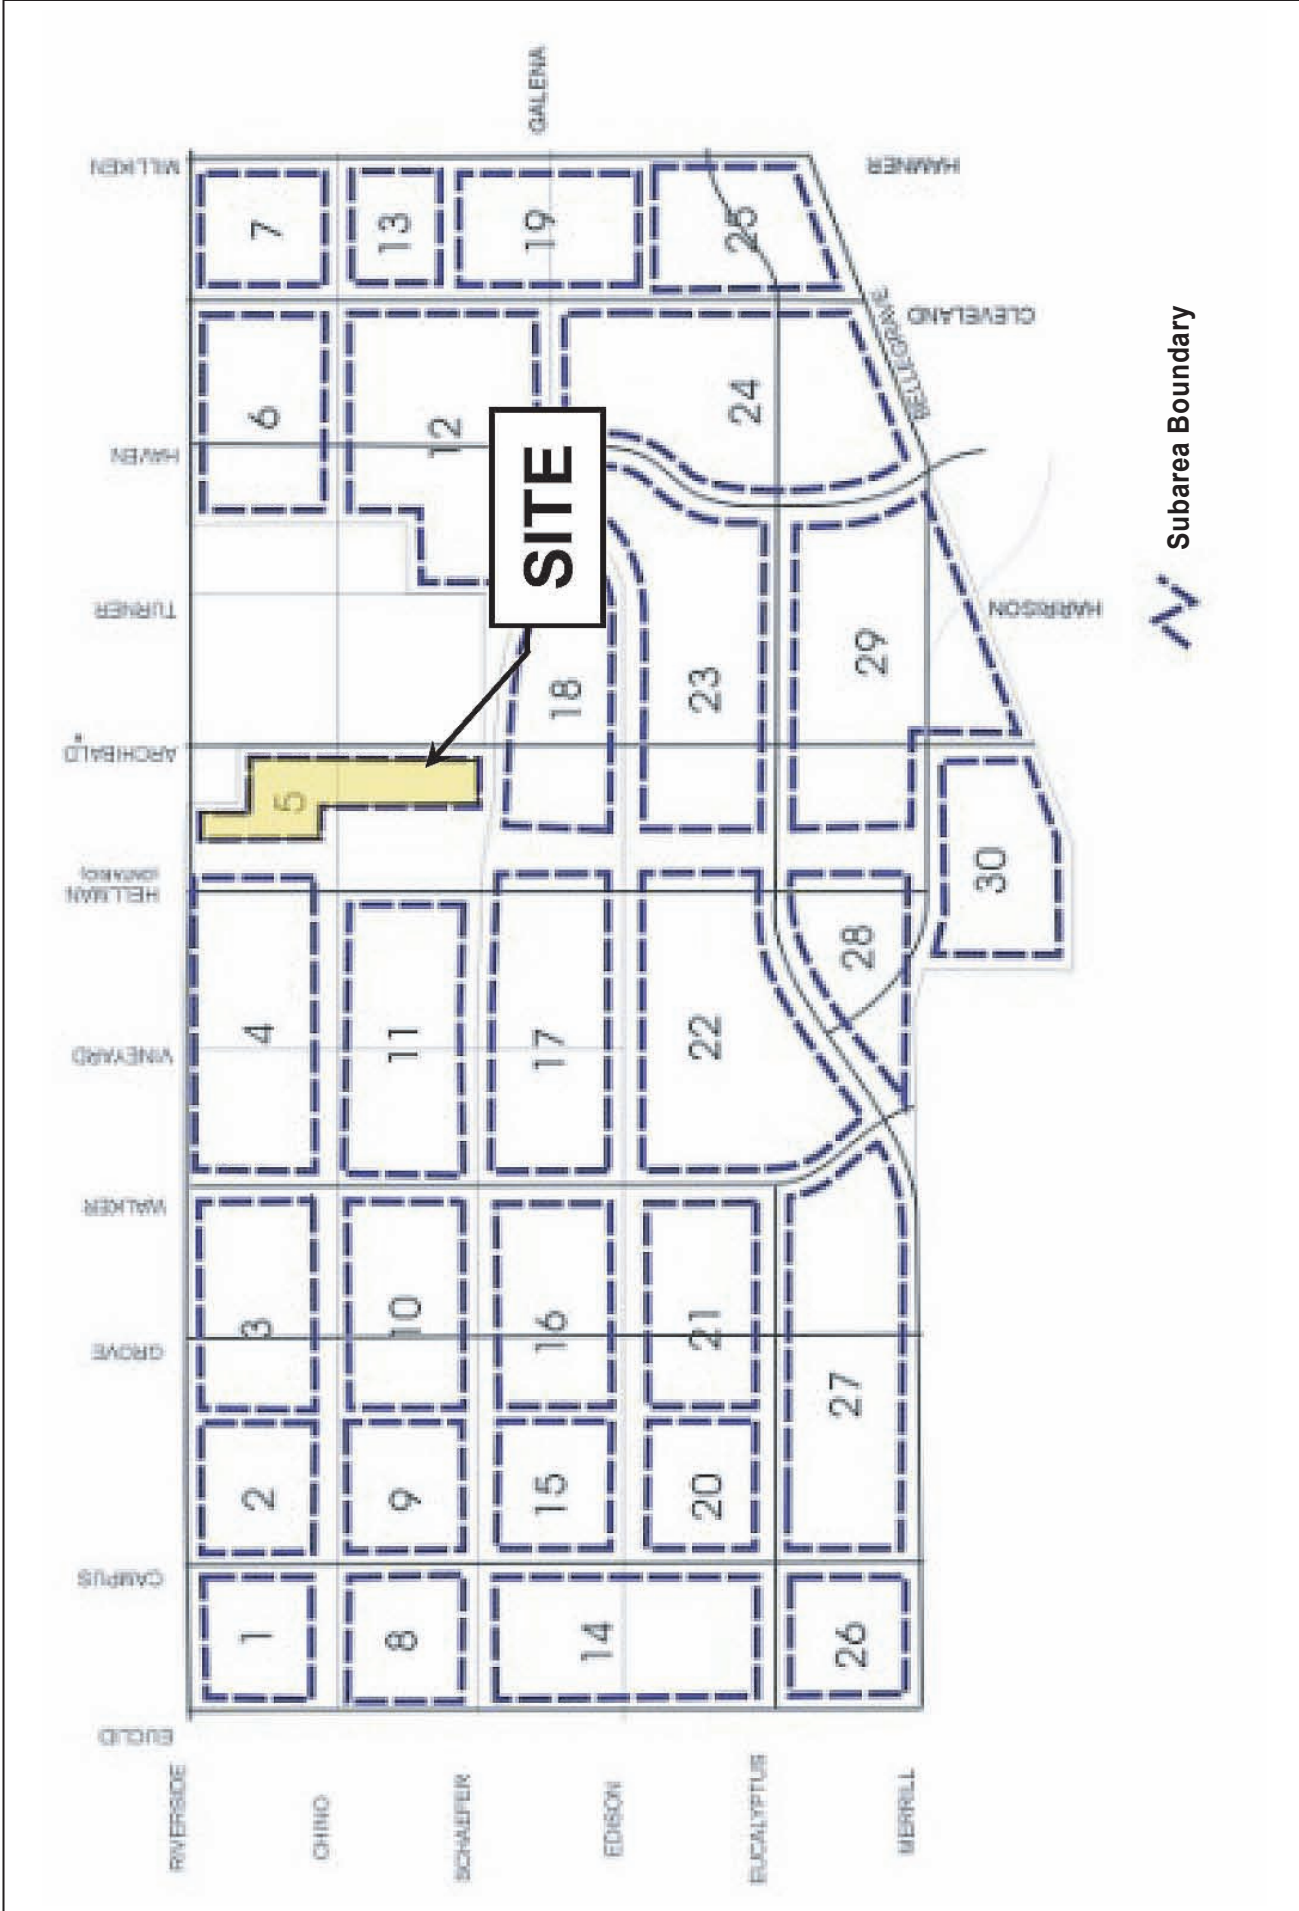 EUCLID
CAMPUS
GROVE
WALKER
VINEYARD
HELLMAN
(ONTARIO)
ARCHIBALD
TURNER
HAVEN
MILLIKEN
RIVERSIDE
1
2
3
4
5
6
7
CHINO
8
9
10
11
12
13
SCHAEFER
14
15
16
17
18
SITE
19
GALENA
EDISON
20
21
22
23
24
25
EUCALYPTUS
26
27
28
29
MERRILL
30
BELLEGRAVE
HARRISON
CLEVELAND
HAMNER
Subarea Boundary